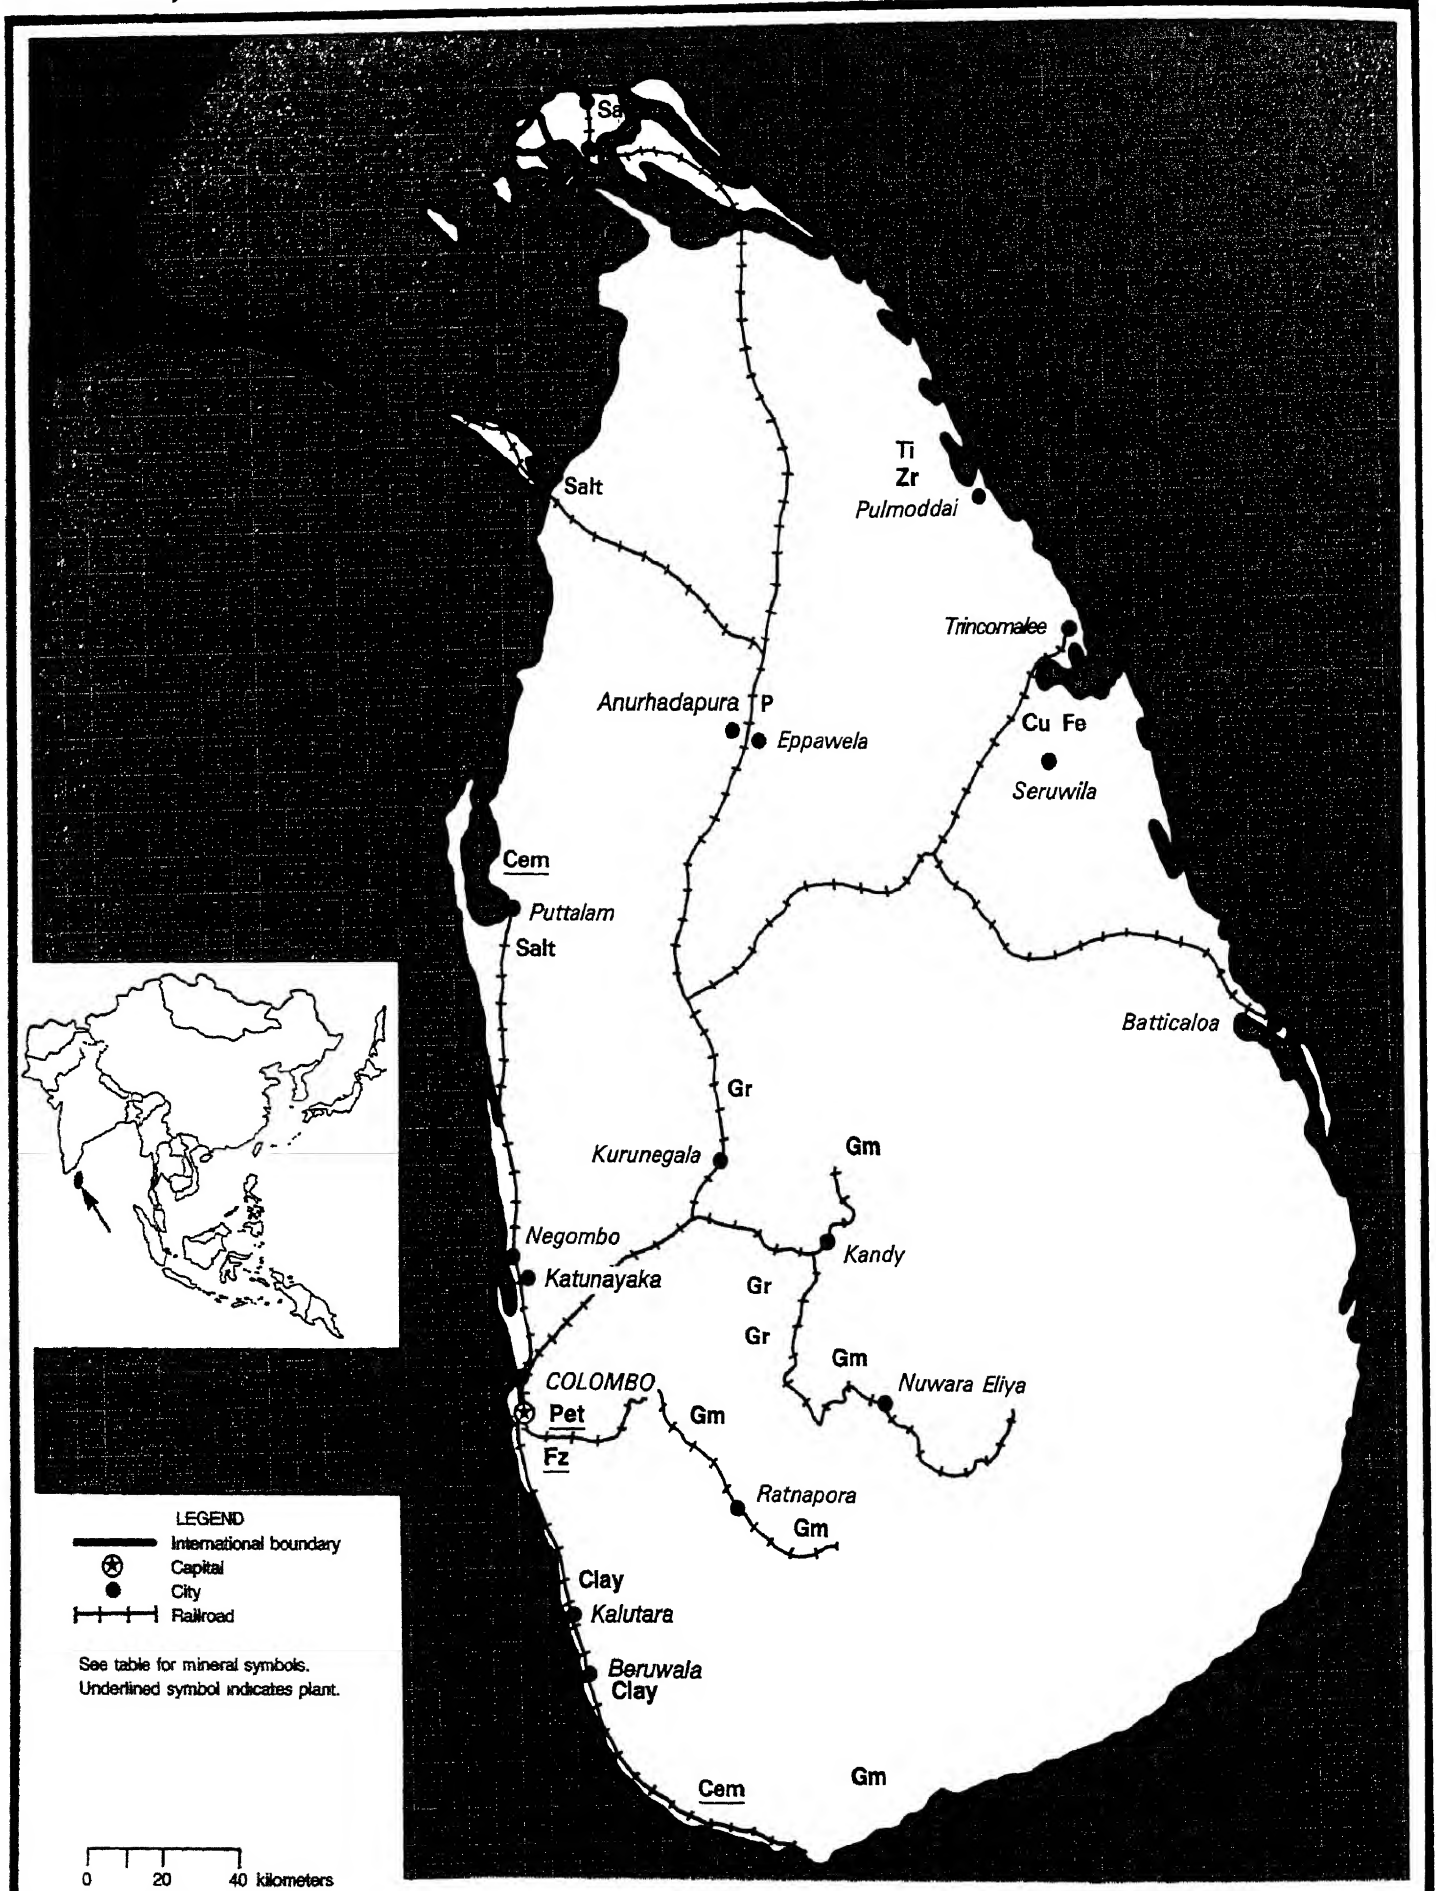 Sa
Salt
Ti
Zr
Pulmoddai
Trincomalee
Anurhadapura P
Eppawela
Cu Fe
Seruwila
Cem
Puttalam
Salt
Batticaloa
Gr
Kurunegala
Gm
Negombo
Kandy
Katunayaka
Gr
Gr
Gm
COLOMBO
Nuwara Eliya
Pet
Gm
Fz
Ratnapora
Gm
Clay
Kalutara
Beruwala
Clay
Gm
Cem
LEGEND
International boundary
Capital
City
Railroad
See table for mineral symbols.
Underlined symbol indicates plant.
0 20 40 kilometers